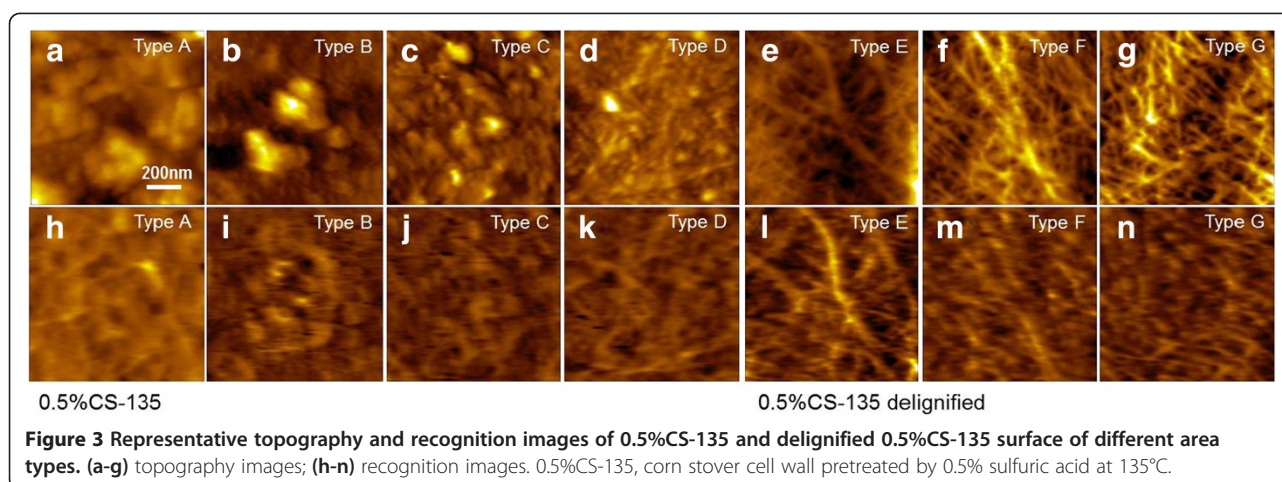 a Type A b Type B c Type C d Type D e Type E f Type F g Type G
200nm
h Type A i Type B j Type C k Type D l Type E m Type F n Type G
0.5%CS-135 0.5%CS-135 delignified
Figure 3 Representative topography and recognition images of 0.5%CS-135 and delignified 0.5%CS-135 surface of different area
types. (a-g) topography images; (h-n) recognition images. 0.5%CS-135, corn stover cell wall pretreated by 0.5% sulfuric acid at 135°C.